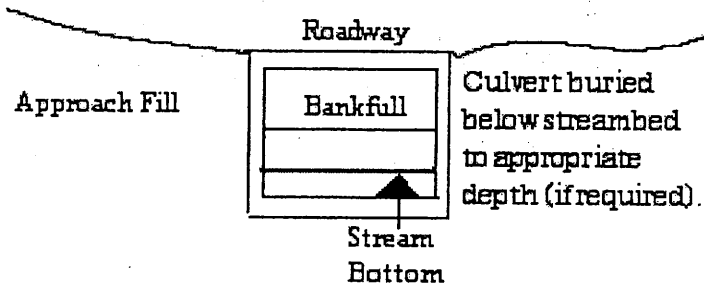 Roadway
Approach Fill
Bankfull
Culvert buried
below streambed
to appropriate
depth (if required).
Stream
Bottom